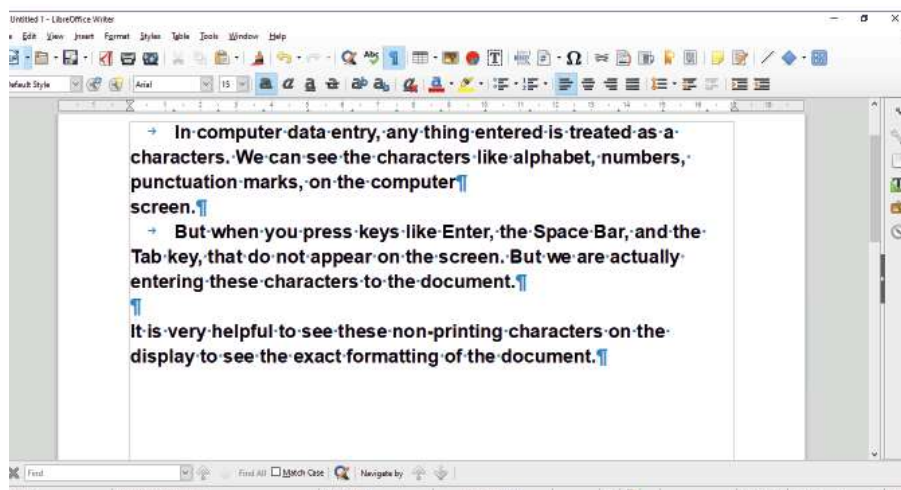 Untitled 1 - LibreOffice Writer
Edit View Insert Format Styles Table Tools Window Help
Default Style Arial 15
In computer data entry, any thing entered is treated as a
characters. We can see the characters like alphabet, numbers,
punctuation marks, on the computer¶
screen.¶
But when you press keys like Enter, the Space Bar, and the
Tab key, that do not appear on the screen. But we are actually
entering these characters to the document.¶
¶
It is very helpful to see these non-printing characters on the
display to see the exact formatting of the document.¶
Find Find All Match Case Navigate by